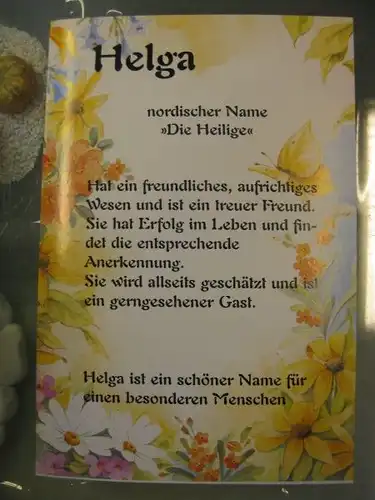 Helga
nordischer Name
»Die Heilige«
Hat ein freundliches, aufrichtiges
Wesen und ist ein treuer Freund.
Sie hat Erfolg im Leben und fin-
det die entsprechende
Anerkennung.
Sie wird allseits geschätzt und ist
ein gerngesehener Gast.
Helga ist ein schöner Name für
einen besonderen Menschen